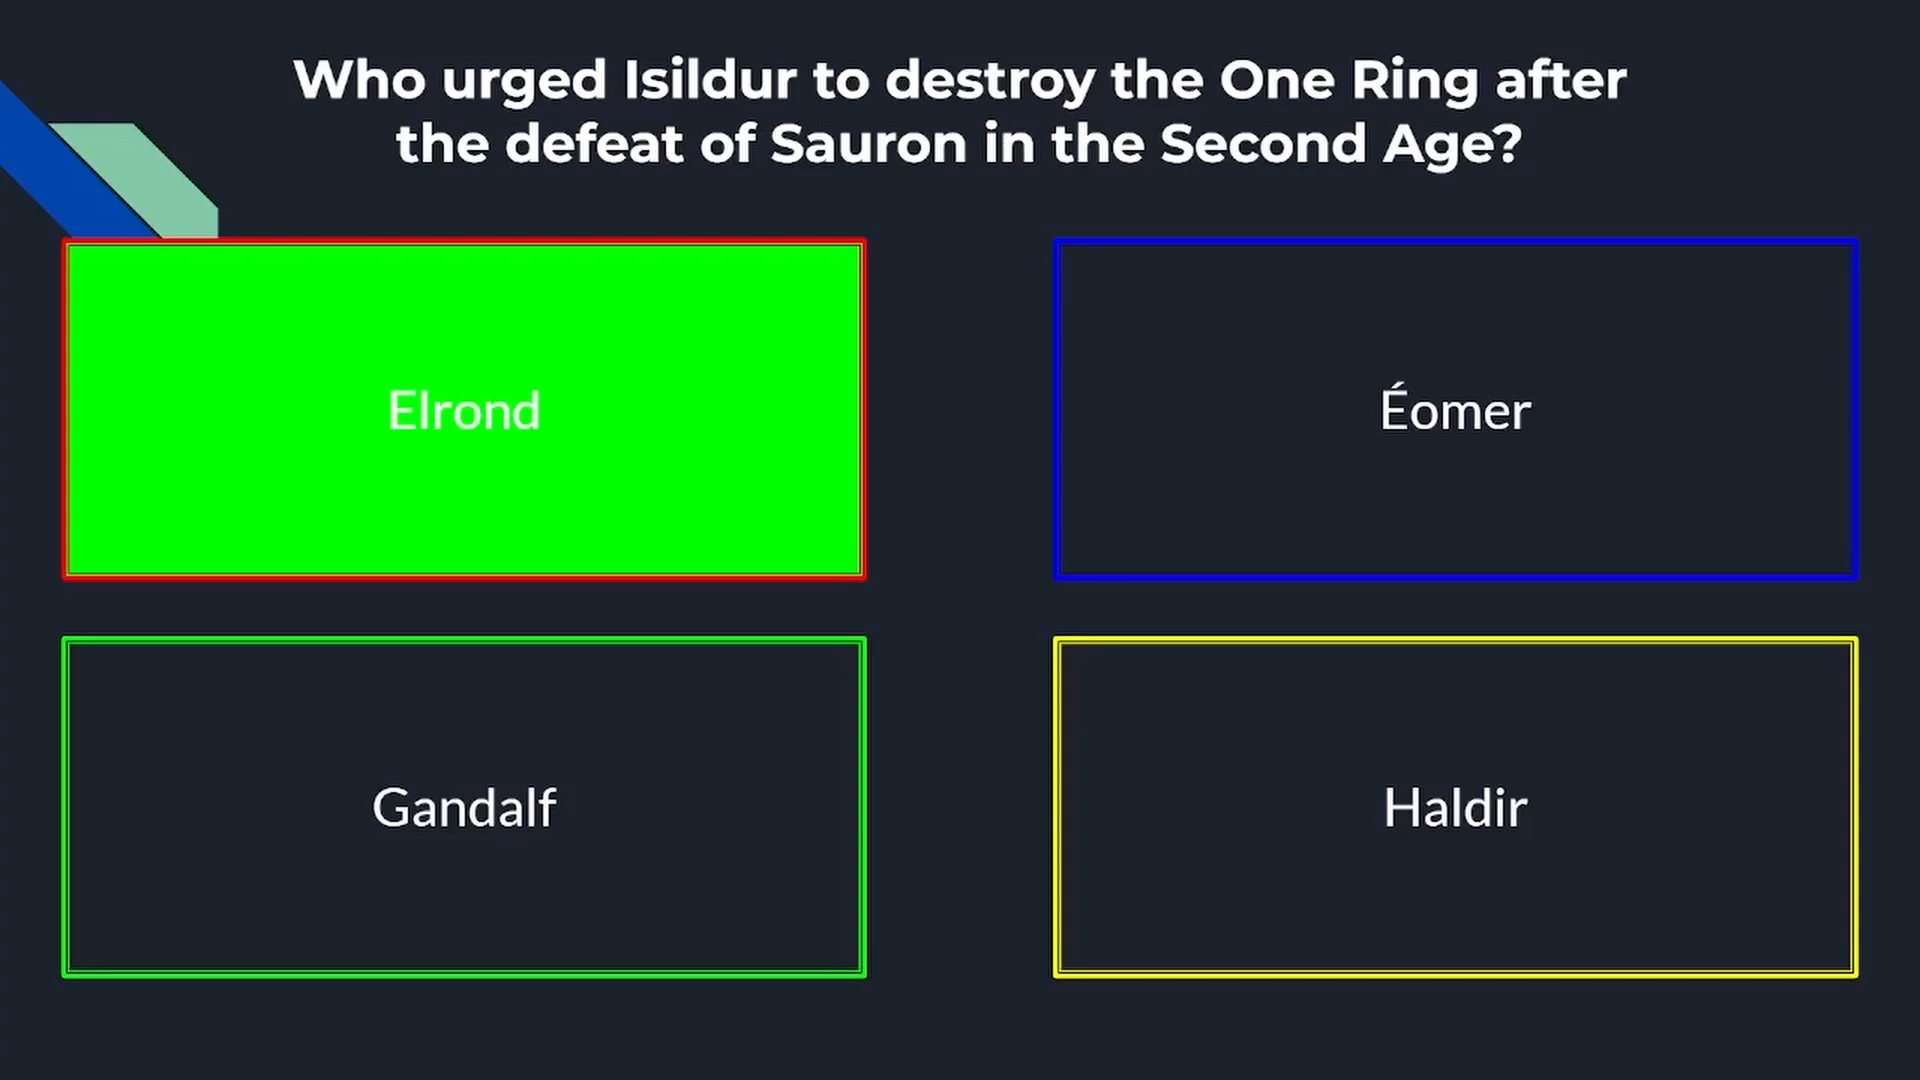 Who urged Isildur to destroy the One Ring after
the defeat of Sauron in the Second Age?
Elrond
Éomer
Gandalf
Haldir